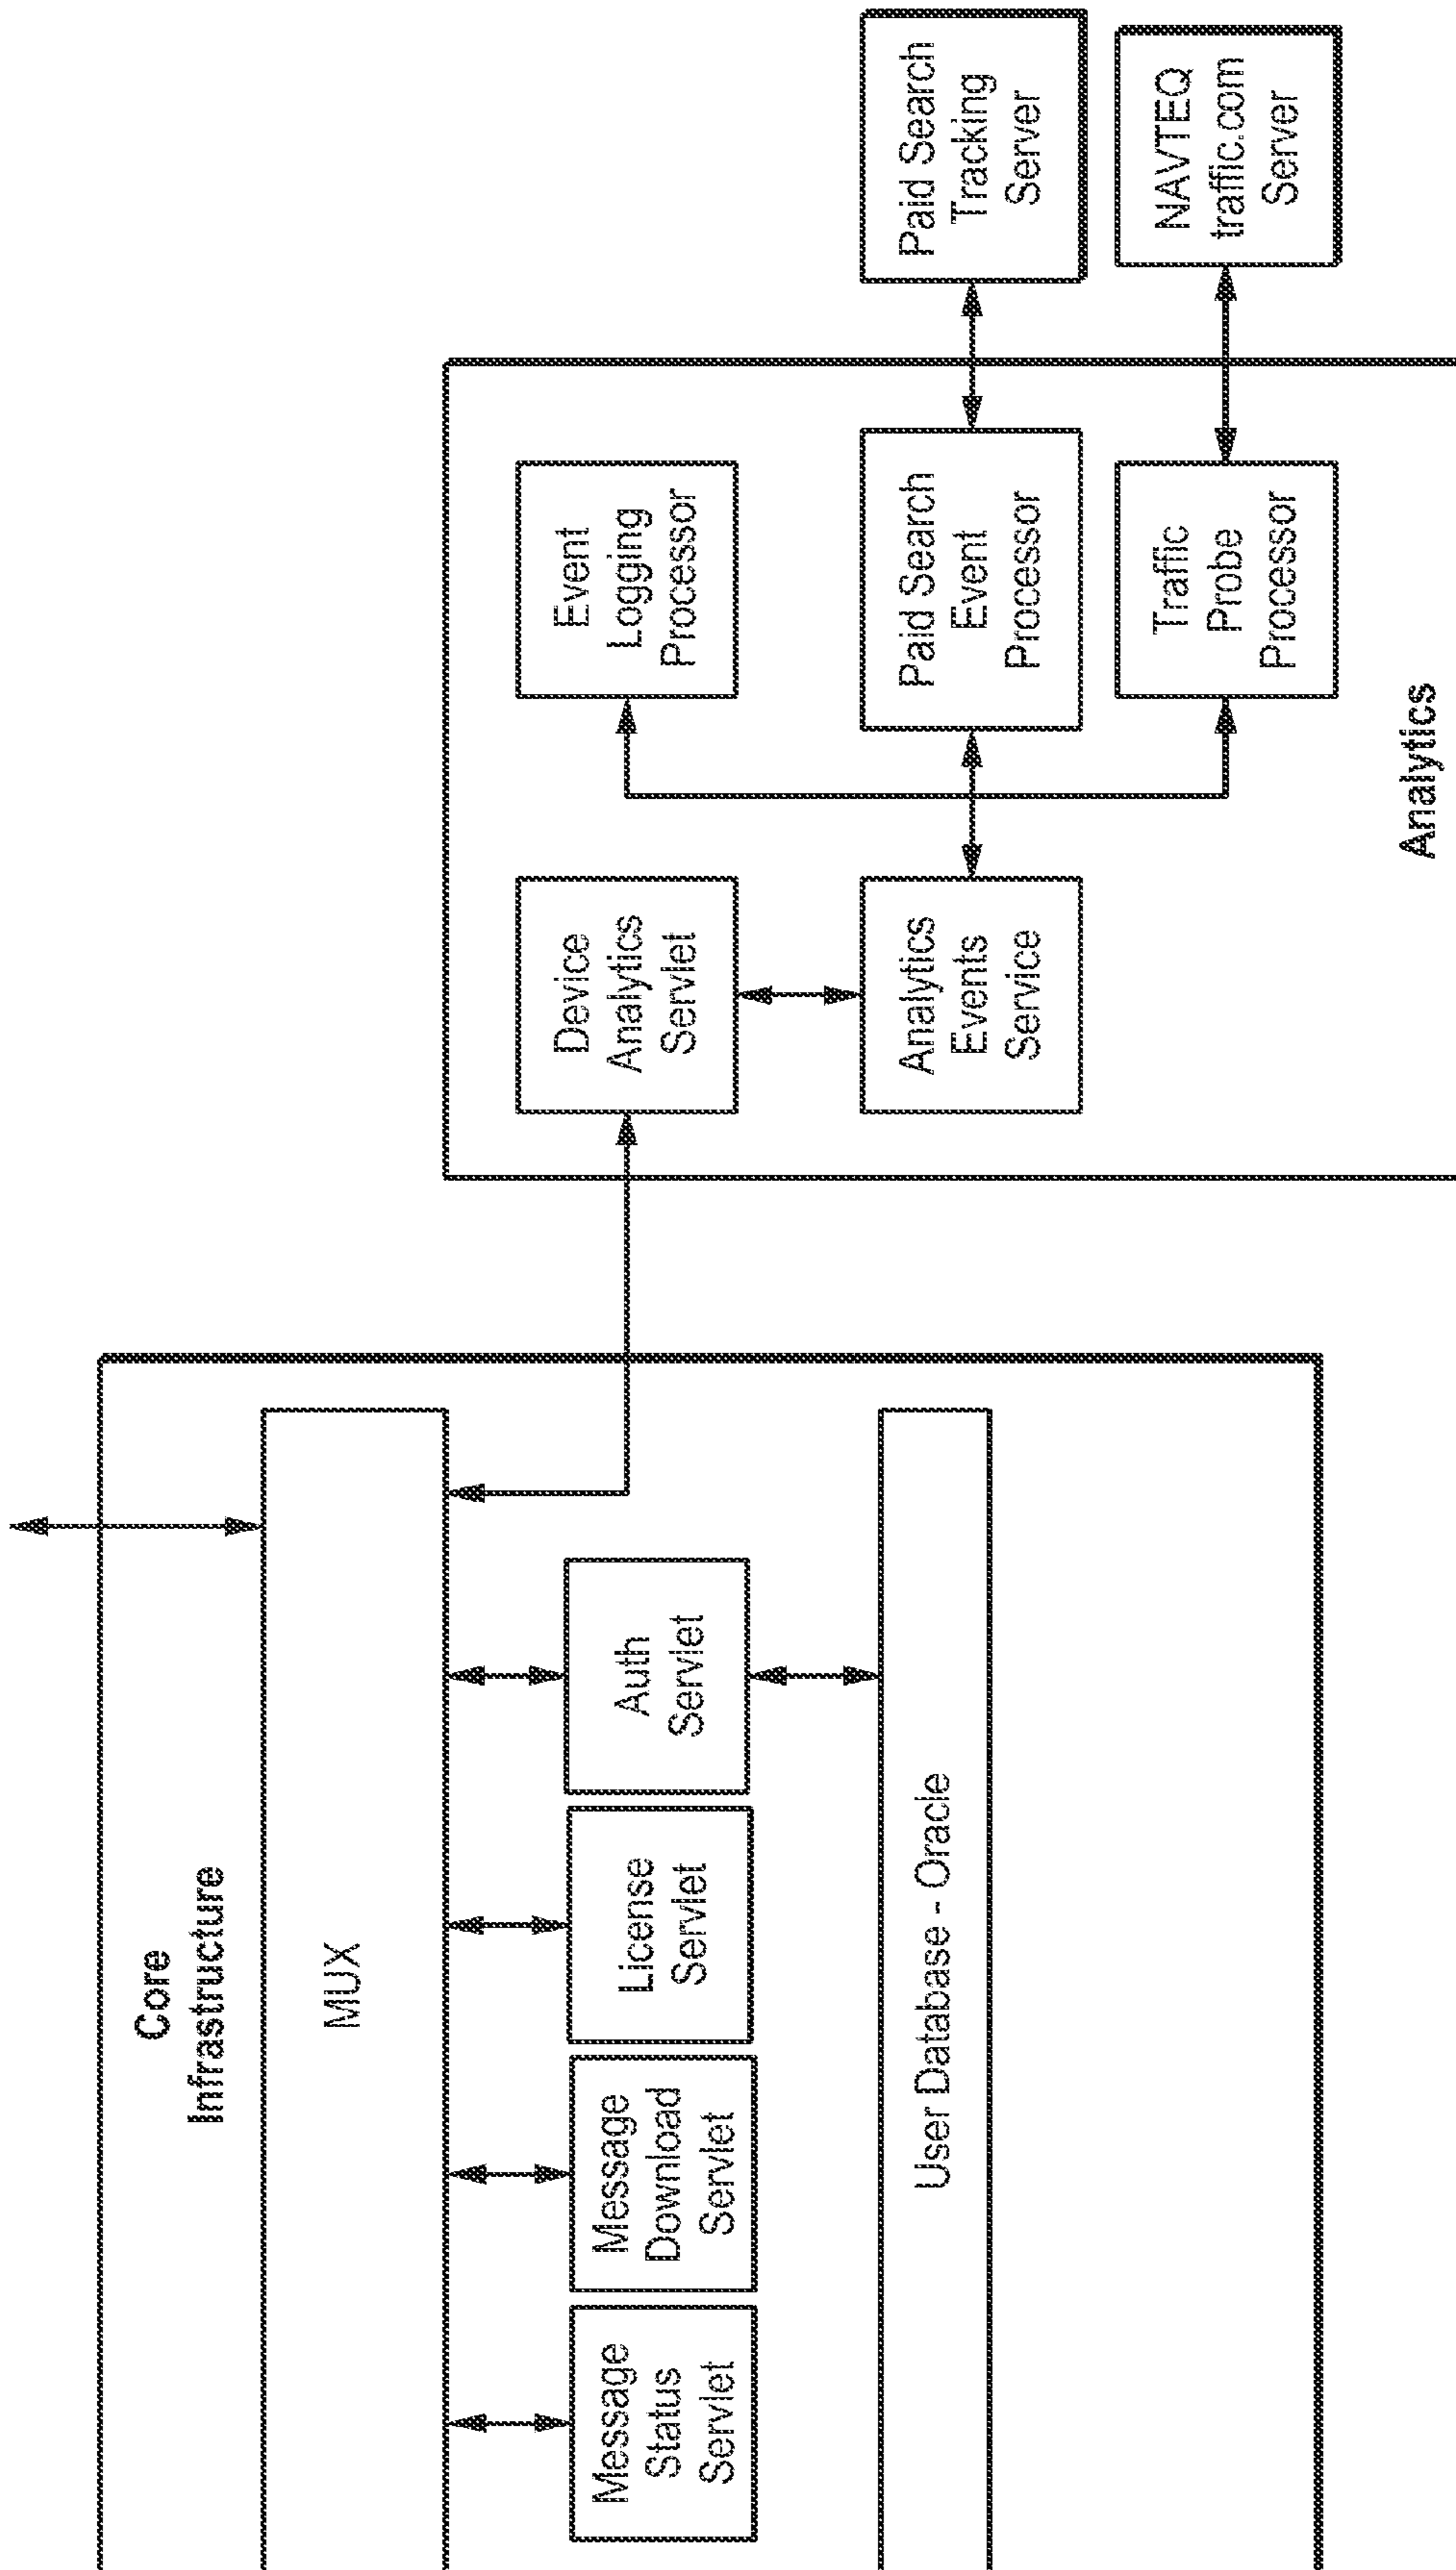 Core
Infrastructure
MUX
Message
Status
Servlet
Message
Download
Servlet
License
Servlet
Auth
Servlet
User Database - Oracle
Device
Analytics
Servlet
Event
Logging
Processor
Analytics
Events
Service
Paid Search
Event
Processor
Traffic
Probe
Processor
Analytics
Paid Search
Tracking
Server
NAVTEQ
traffic.com
Server